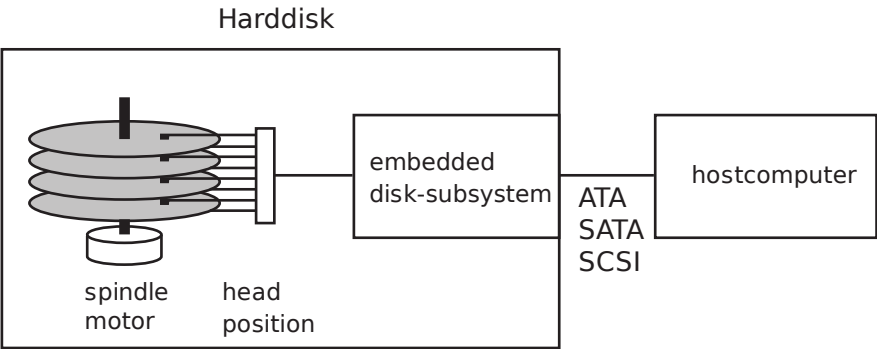 Harddisk
embedded
disk-subsystem
hostcomputer
ATA
SATA
SCSI
spindle
motor
head
position